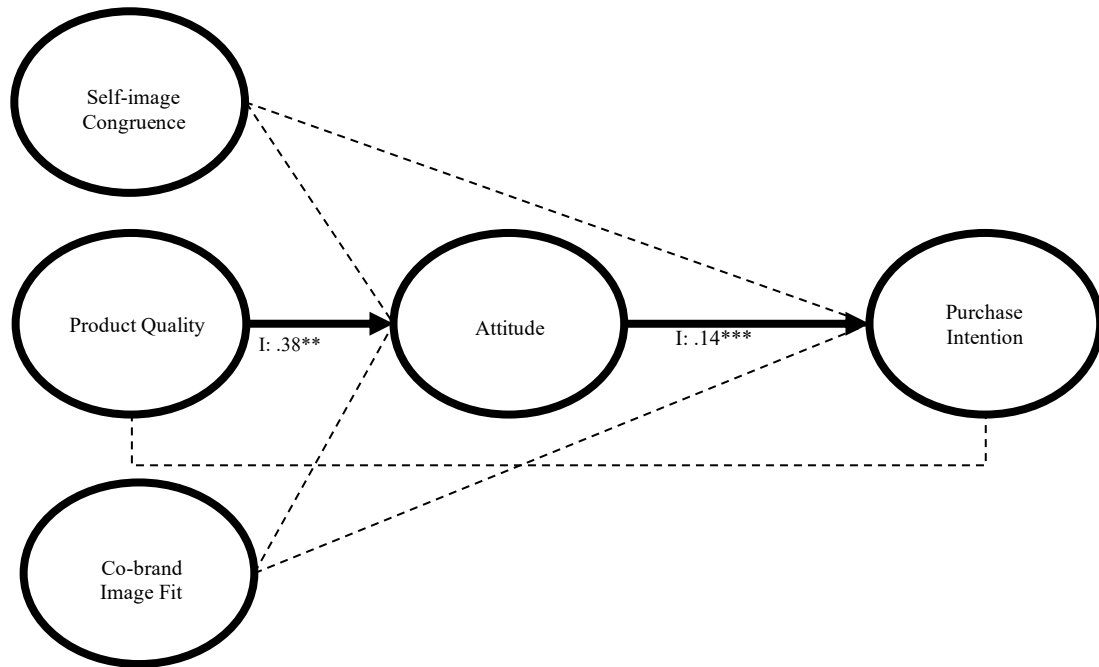 Self-image
Congruence
Product Quality
I: .38**
Attitude
I: .14***
Purchase
Intention
Co-brand
Image Fit